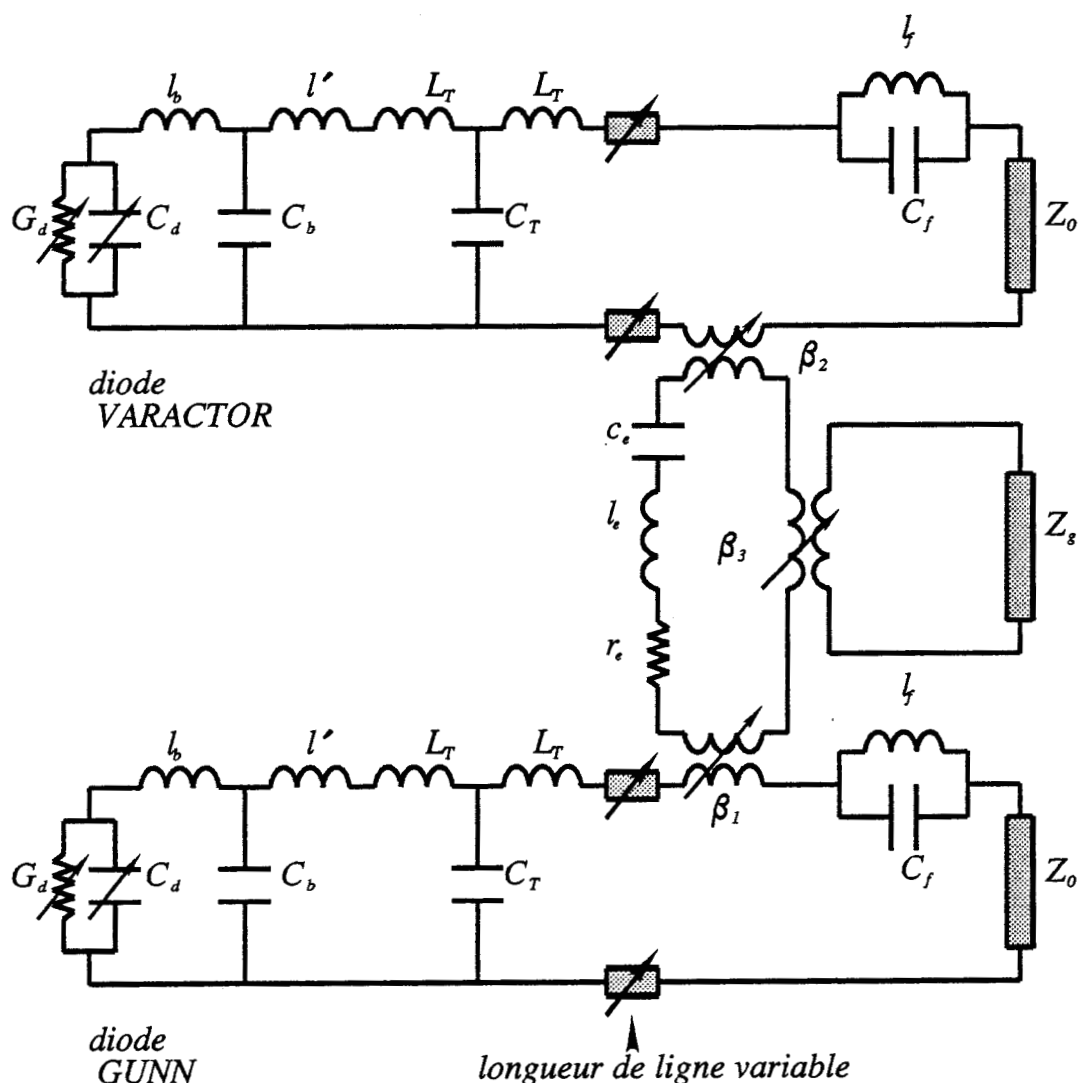 l_f
l_b l′ L_T L_T
G_d C_d C_b C_T C_f Z_0
diode
VARACTOR
β_2
c_e
l_e
β_3
Z_g
r_e
l_f
l_b l′ L_T L_T
β_1
G_d C_d C_b C_T C_f Z_0
diode
GUNN
longueur de ligne variable